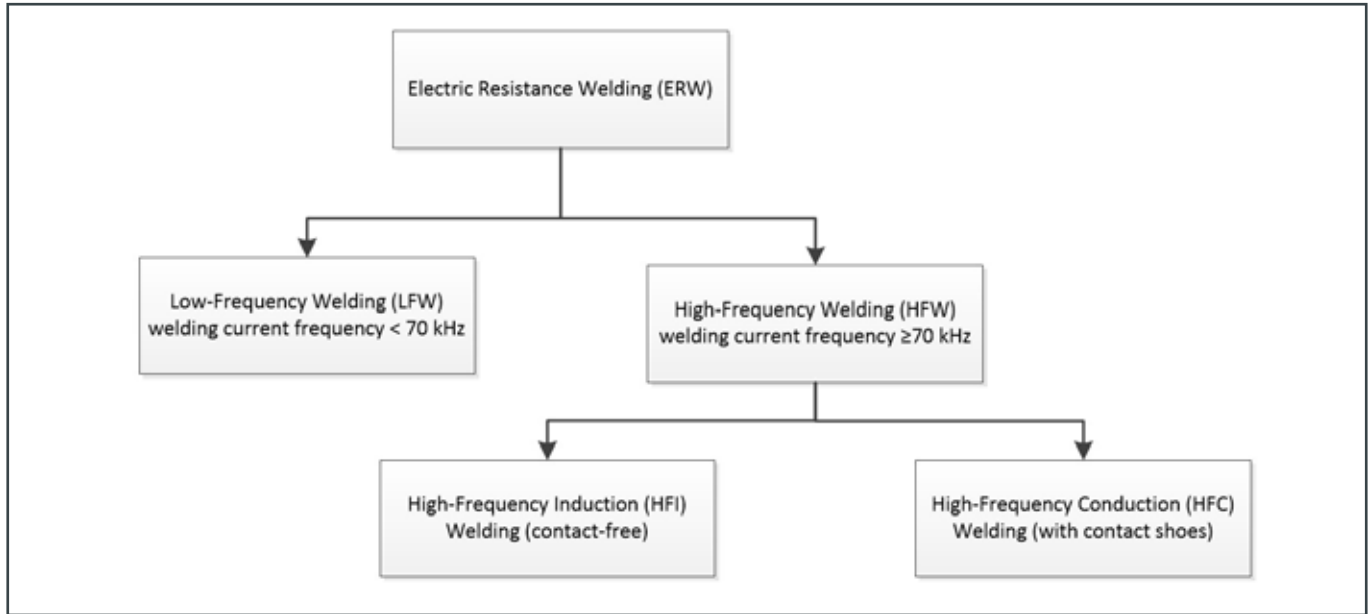 Electric Resistance Welding (ERW)
Low-Frequency Welding (LFW)
welding current frequency < 70 kHz
High-Frequency Welding (HFW)
welding current frequency ≥70 kHz
High-Frequency Induction (HFI)
Welding (contact-free)
High-Frequency Conduction (HFC)
Welding (with contact shoes)